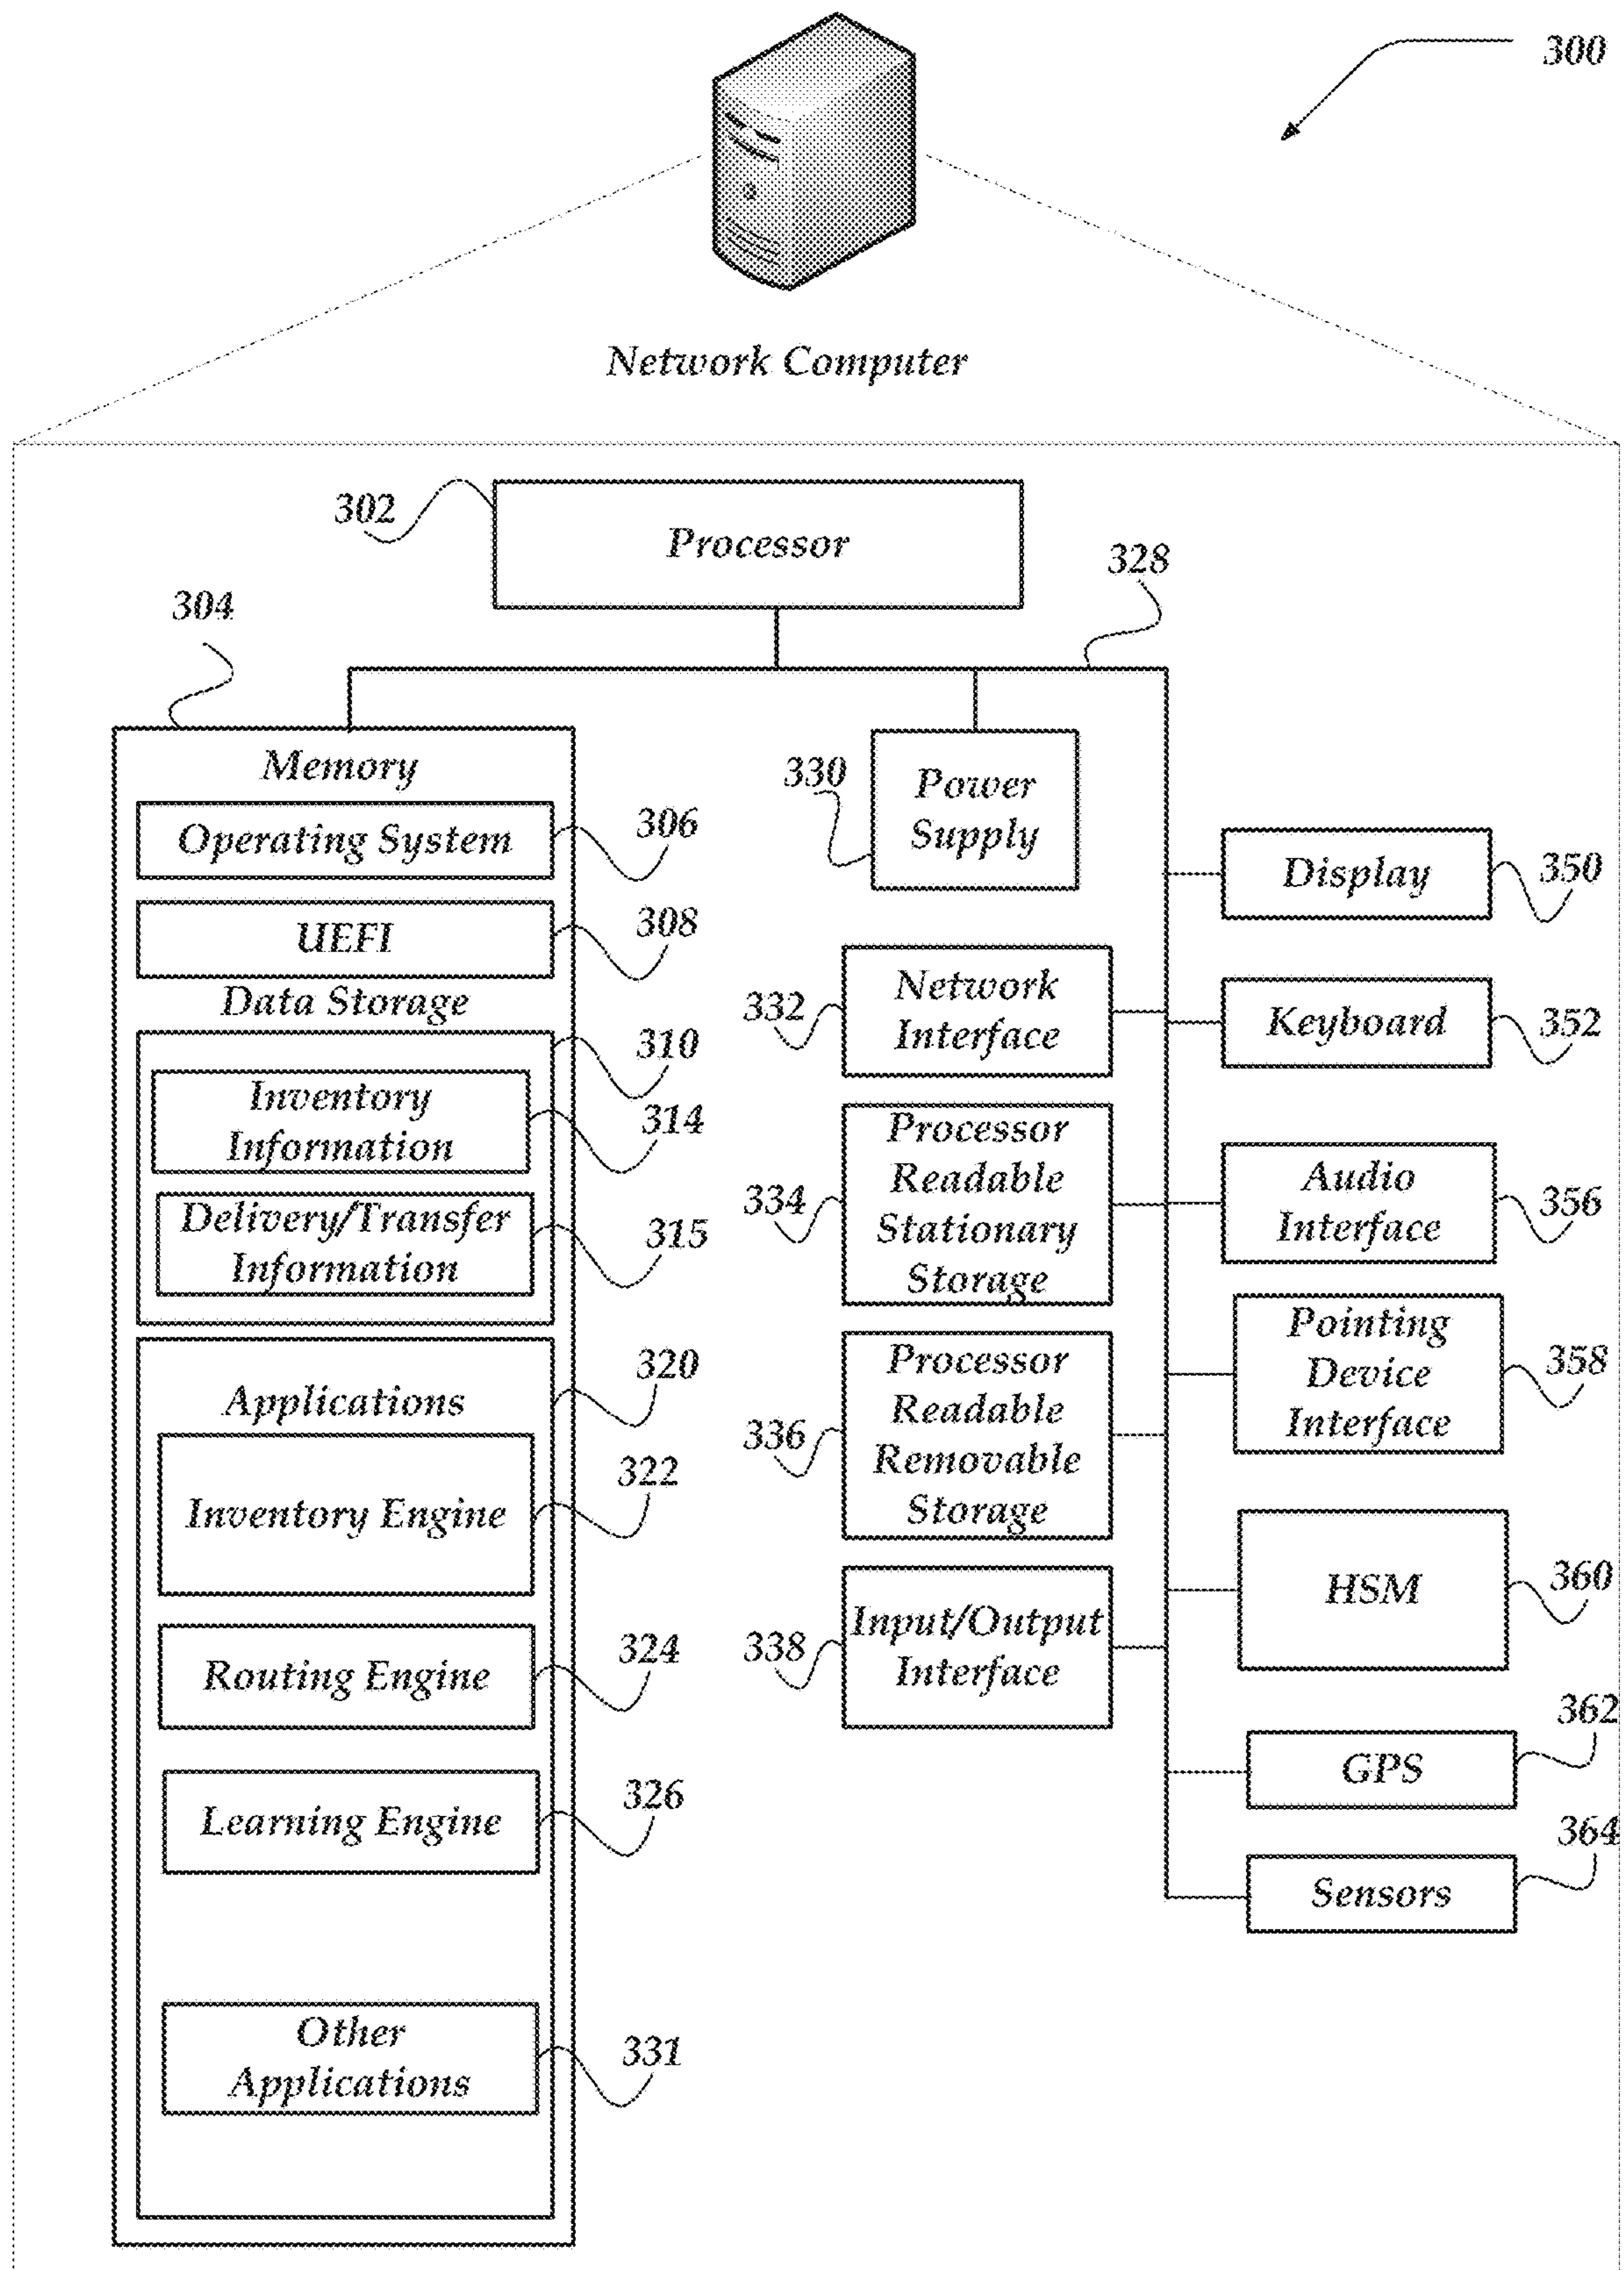 300
Network Computer
302
Processor
328
304
Memory
Operating System
306
UEFI
308
Data Storage
310
Inventory
Information
314
Delivery/Transfer
Information
315
Applications
320
Inventory Engine
322
Routing Engine
324
Learning Engine
326
Other
Applications
331
330
Power
Supply
332
Network
Interface
334
Processor
Readable
Stationary
Storage
336
Processor
Readable
Removable
Storage
338
Input/Output
Interface
Display
350
Keyboard
352
Audio
Interface
356
Pointing
Device
Interface
358
HSM
360
GPS
362
Sensors
364